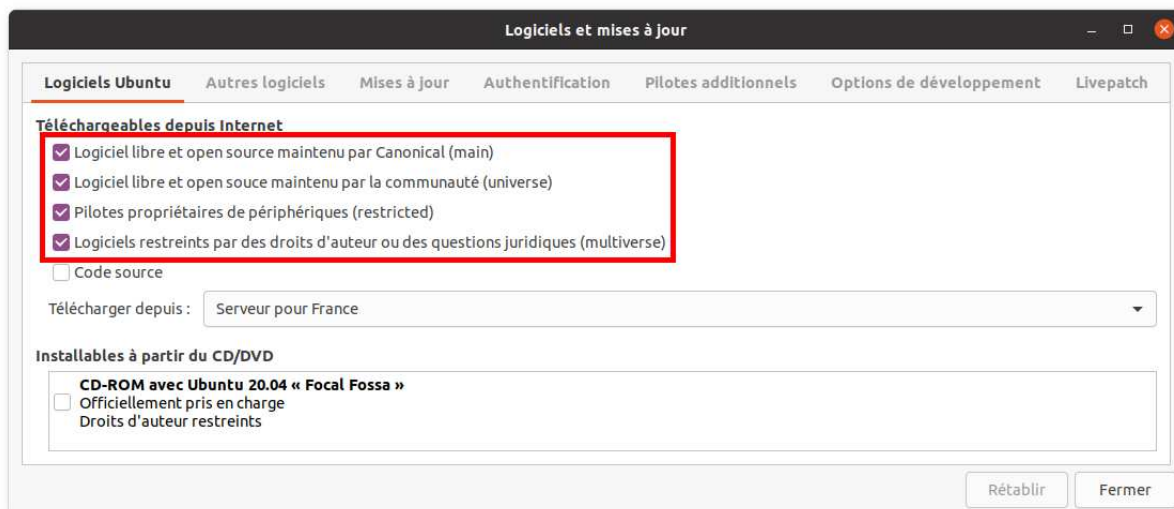 Logiciels et mises à jour
Logiciels Ubuntu Autres logiciels Mises à jour Authentification Pilotes additionnels Options de développement Livepatch
Téléchargeables depuis Internet
Logiciel libre et open source maintenu par Canonical (main)
Logiciel libre et open souce maintenu par la communauté (universe)
Pilotes propriétaires de périphériques (restricted)
Logiciels restreints par des droits d'auteur ou des questions juridiques (multiverse)
Code source
Télécharger depuis : Serveur pour France
Installables à partir du CD/DVD
CD-ROM avec Ubuntu 20.04 « Focal Fossa »
Officiellement pris en charge
Droits d'auteur restreints
Rétablir Fermer